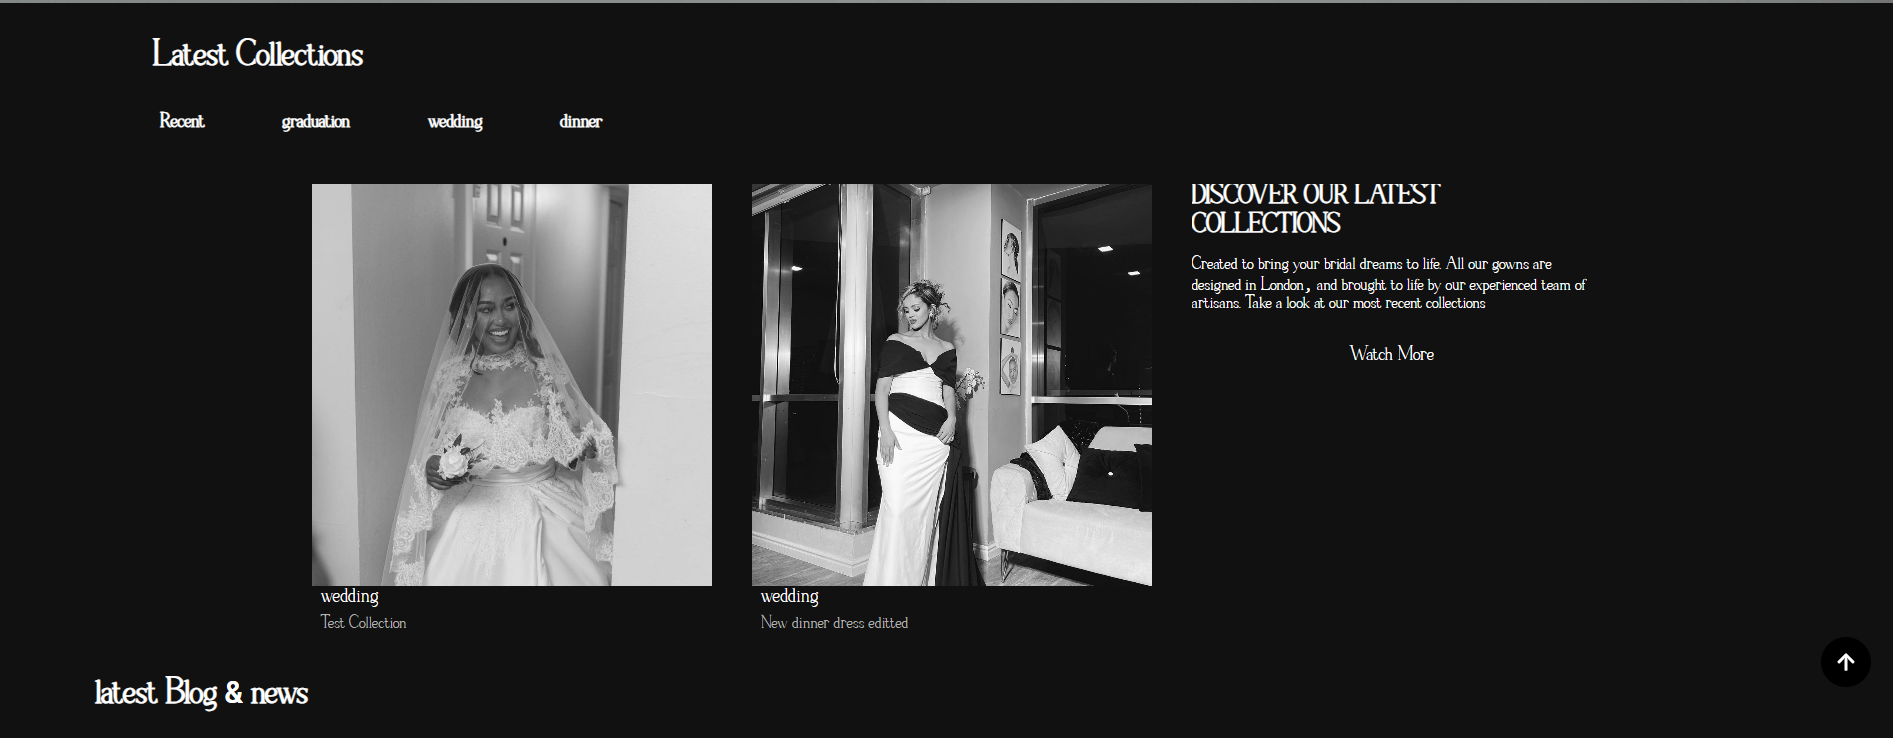 Latest Collections
Recent graduation wedding dinner
DISCOVER OUR LATEST
COLLECTIONS
Created to bring your bridal dreams to life. All our gowns are
designed in London, and brought to life by our experienced team of
artisans. Take a look at our most recent collections
Watch More
wedding
Test Collection
wedding
New dinner dress editted
latest Blog & news